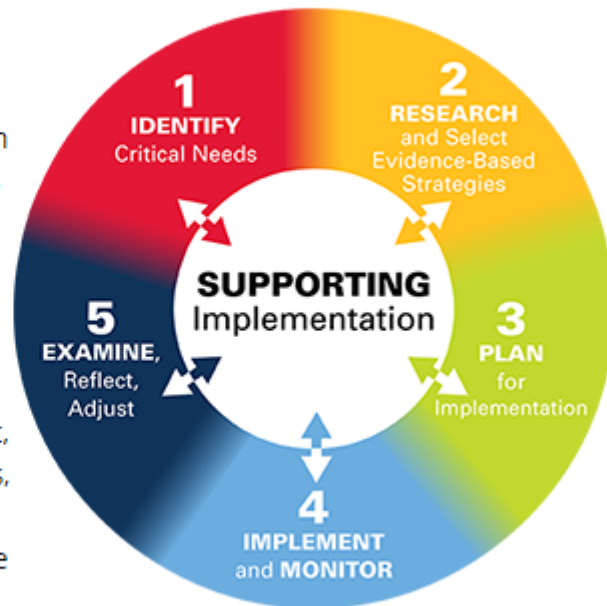 1
IDENTIFY
Critical Needs
2
RESEARCH
and Select
Evidence-Based
Strategies
SUPPORTING
Implementation
3
PLAN
for
Implementation
4
IMPLEMENT
and MONITOR
5
EXAMINE,
Reflect,
Adjust